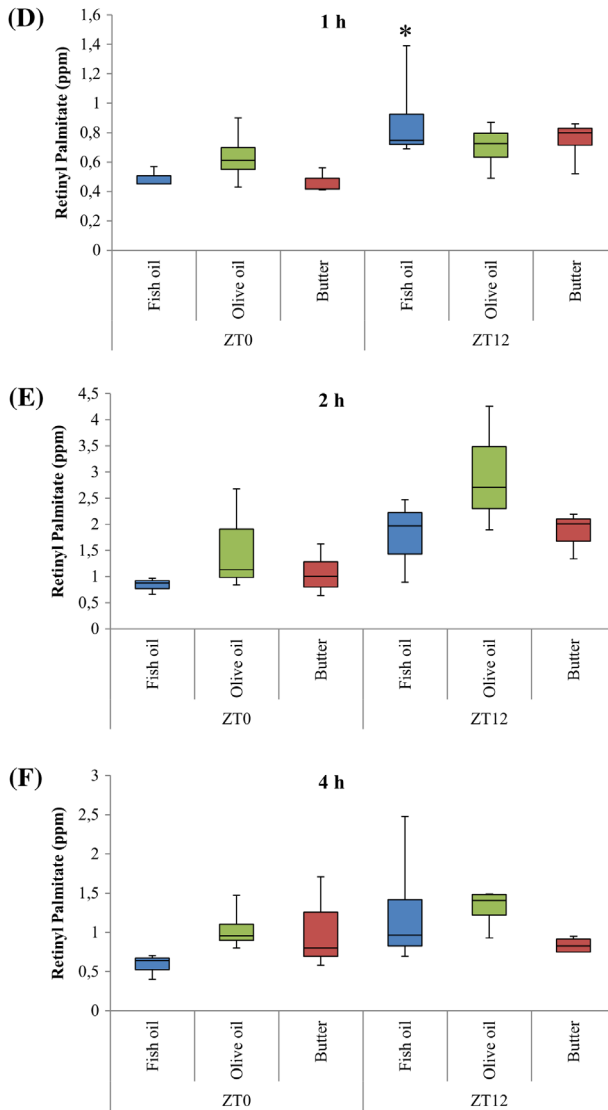 (D)
1 h
*
Retinyl Palmitate (ppm)
1,6
1,4
1,2
1
0,8
0,6
0,4
0,2
0
Fish oil
Olive oil
Butter
Fish oil
Olive oil
Butter
ZT0
ZT12
(E)
2 h
Retinyl Palmitate (ppm)
4,5
4
3,5
3
2,5
2
1,5
1
0,5
0
Fish oil
Olive oil
Butter
Fish oil
Olive oil
Butter
ZT0
ZT12
(F)
4 h
Retinyl Palmitate (ppm)
3
2,5
2
1,5
1
0,5
0
Fish oil
Olive oil
Butter
Fish oil
Olive oil
Butter
ZT0
ZT12